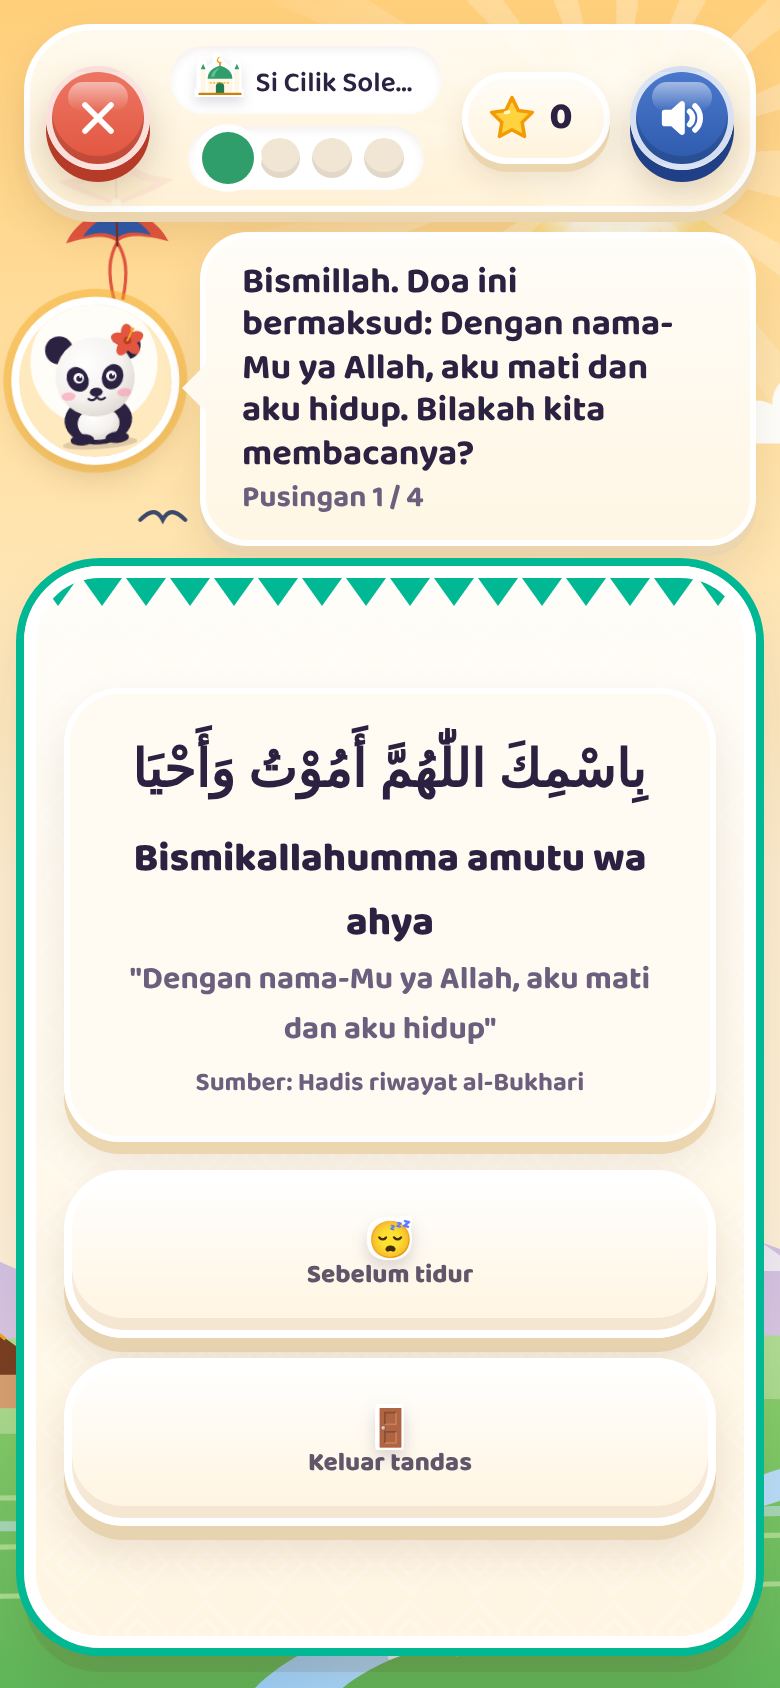 Si Cilik Sole...
0
Bismillah. Doa ini
bermaksud: Dengan nama-
Mu ya Allah, aku mati dan
aku hidup. Bilakah kita
membacanya?
Pusingan 1 / 4
بِاسْمِكَ اللّٰهُمَّ أَمُوْتُ وَأَحْيَا
Bismikallahumma amutu wa
ahya
"Dengan nama-Mu ya Allah, aku mati
dan aku hidup"
Sumber: Hadis riwayat al-Bukhari
Sebelum tidur
Keluar tandas